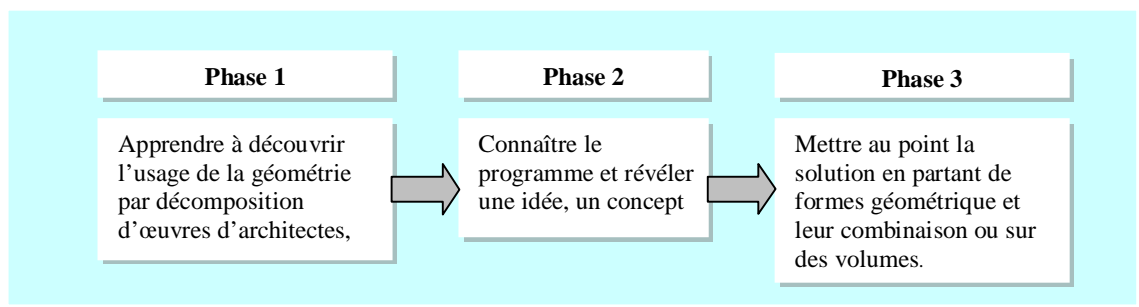 Phase 1
Apprendre à découvrir
l’usage de la géométrie
par décomposition
d’œuvres d’architectes,
Phase 2
Connaître le
programme et révéler
une idée, un concept
Phase 3
Mettre au point la
solution en partant de
formes géométrique et
leur combinaison ou sur
des volumes.